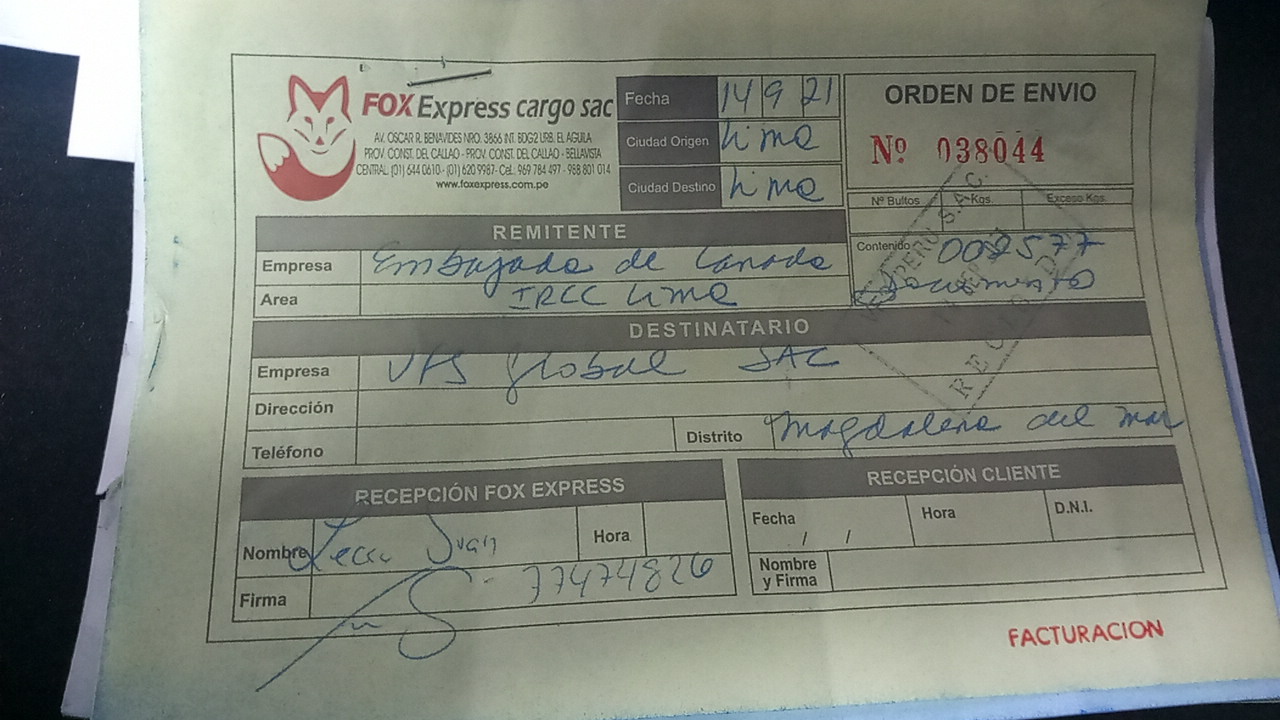 FOX Express cargo sac
AV. OSCAR R. BENAVIDES NRO. 3866 INT. BDG2 URB. EL AGUILA
PROV. CONST. DEL CALLAO - PROV. CONST. DEL CALLAO - BELLAVISTA
CENTRAL: (01) 644 0610 - (01) 620 9987 - Cel.: 969 784 497 - 958 801 014
www.foxexpress.com.pe
Fecha 14 9 21
Ciudad Origen Lima
Ciudad Destino Lima
ORDEN DE ENVIO
Nº 038044
Nº Bultos Kgs. Exceso Kgs.
Contenido 002577
Documento
REMITENTE
Empresa Embajada de Canada
Area IRCC Lima
DESTINATARIO
Empresa VFS Global SAC
Dirección
Teléfono Distrito Magdalena del mar
RECEPCIÓN FOX EXPRESS
Nombre Juan
Hora
Firma 77474826
RECEPCIÓN CLIENTE
Fecha / / Hora D.N.I.
Nombre
y Firma
FACTURACION